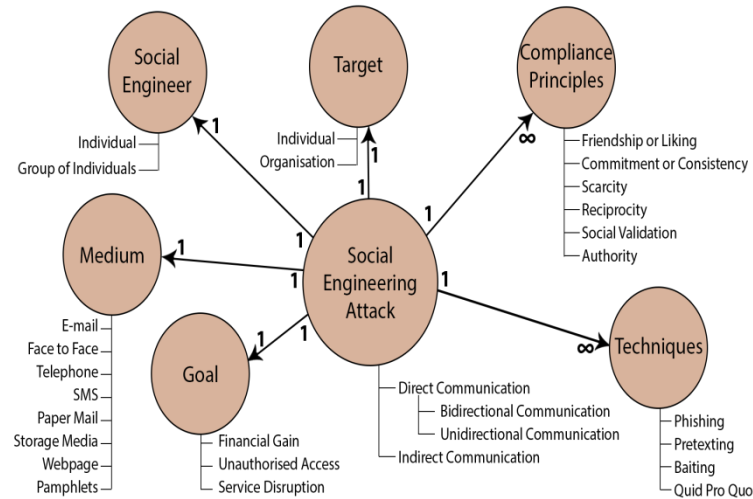 Social
Engineer
1
Individual
Group of Individuals
Target
1
Individual
Organisation
Compliance
Principles
∞
Friendship or Liking
Commitment or Consistency
Scarcity
Reciprocity
Social Validation
Authority
Medium
1
E-mail
Face to Face
Telephone
SMS
Paper Mail
Storage Media
Webpage
Pamphlets
Goal
1
Financial Gain
Unauthorised Access
Service Disruption
Social
Engineering
Attack
1
1
1
1
1
1
Direct Communication
Bidirectional Communication
Unidirectional Communication
Indirect Communication
Techniques
∞
Phishing
Pretexting
Baiting
Quid Pro Quo